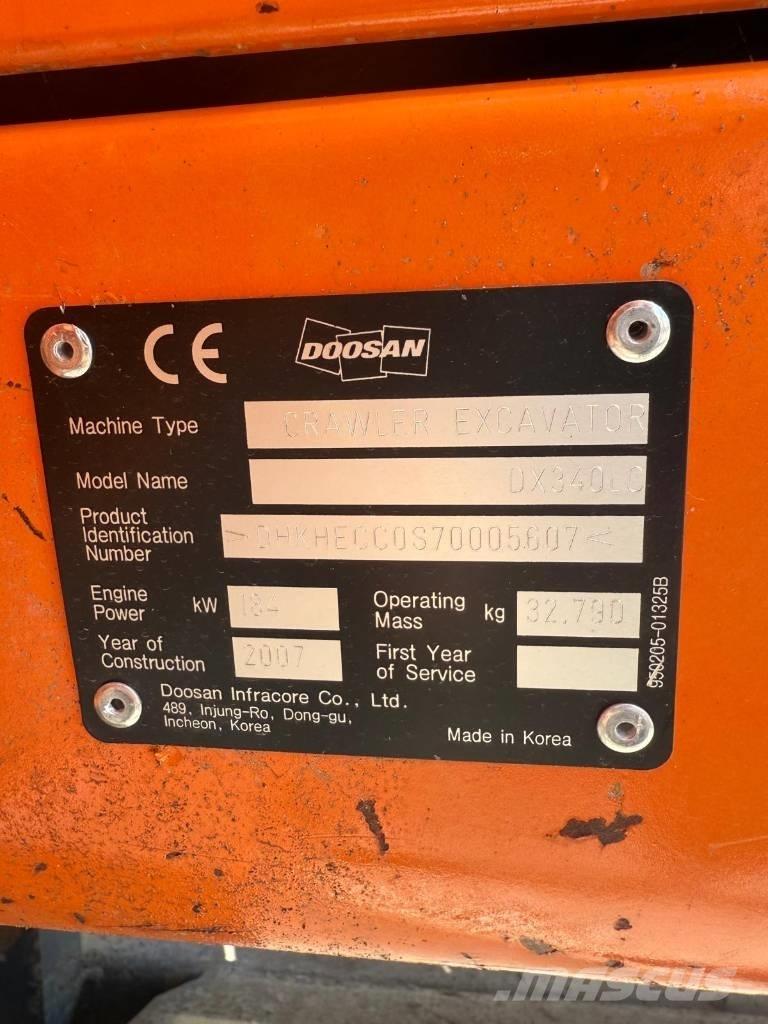 CE DOOSAN
Machine Type CRAWLER EXCAVATOR
Model Name DX340LC
Product
Identification
Number >DHKHECC0S70005607<
Engine
Power kW 184
Operating
Mass kg 32,790
Year of
Construction 2007
First Year
of Service
Doosan Infracore Co., Ltd.
489, Injung-Ro, Dong-gu,
Incheon, Korea
Made in Korea
950205-01325B
MASCUS